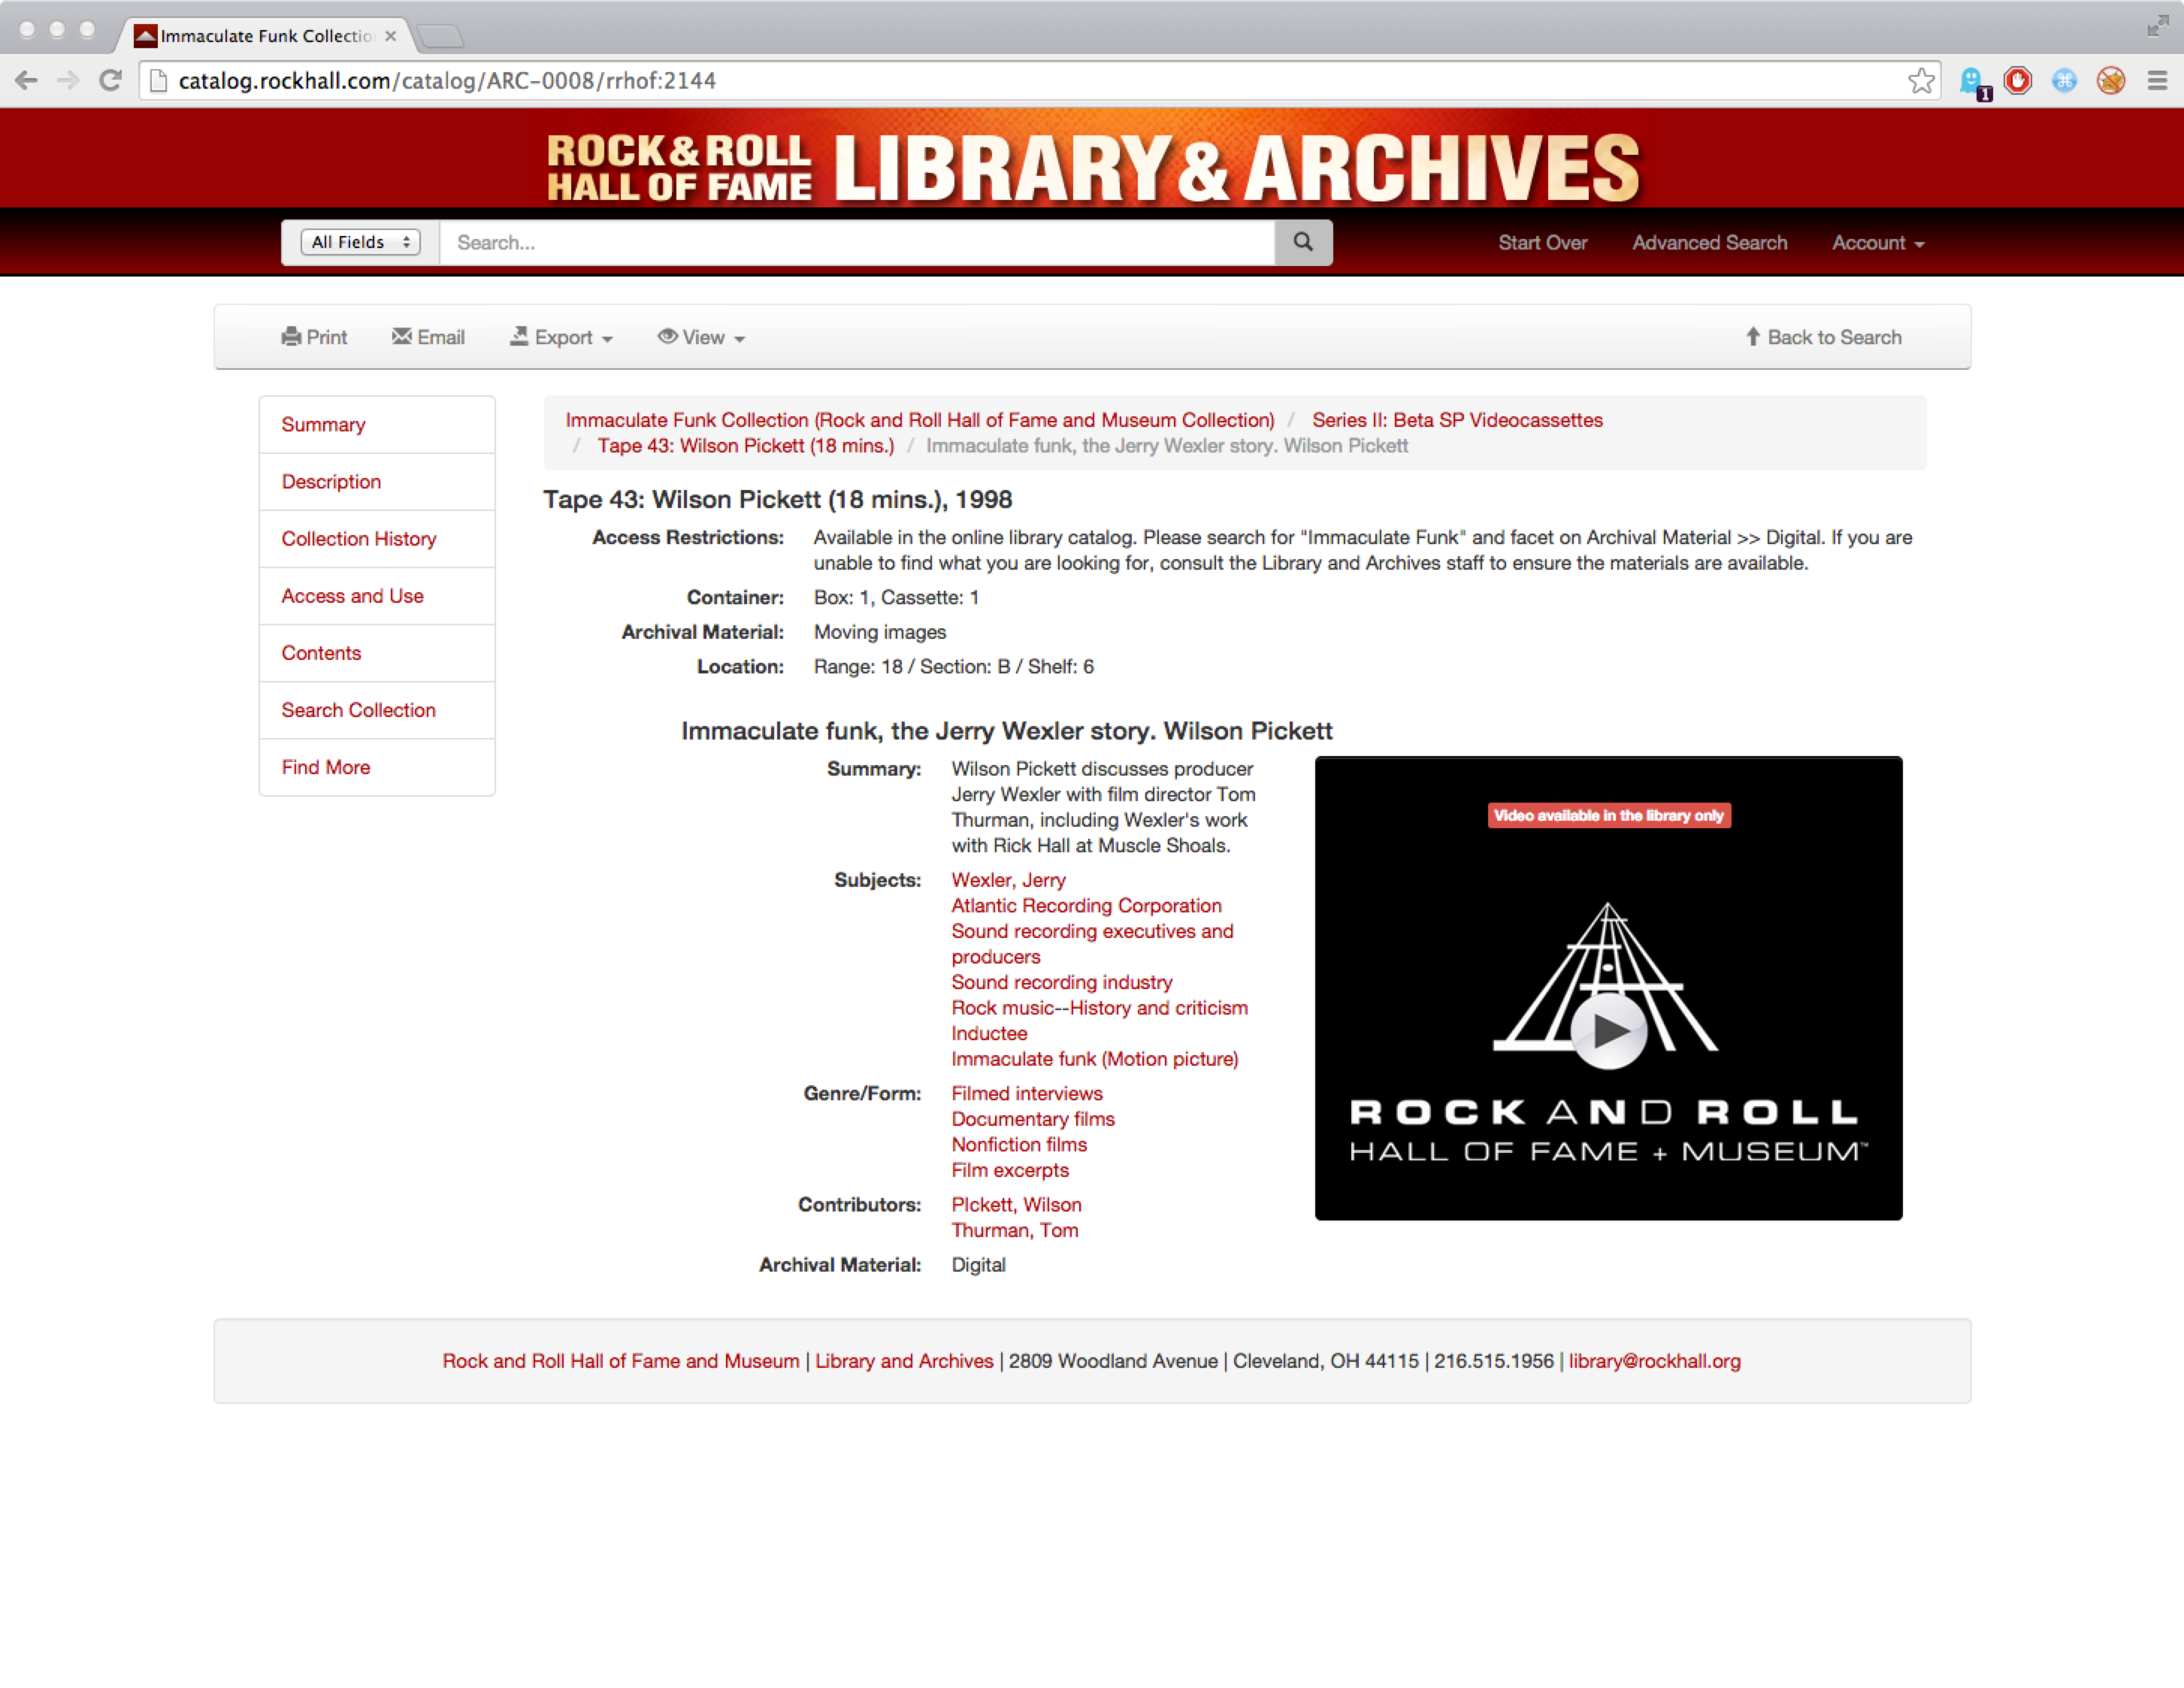 Immaculate Funk Collectio
catalog.rockhall.com/catalog/ARC-0008/rrhof:2144
1
ROCK & ROLL
HALL OF FAME
LIBRARY & ARCHIVES
All Fields
Search...
Start Over
Advanced Search
Account
Print
Email
Export
View
Back to Search
Summary
Description
Collection History
Access and Use
Contents
Search Collection
Find More
Immaculate Funk Collection (Rock and Roll Hall of Fame and Museum Collection) / Series II: Beta SP Videocassettes
/ Tape 43: Wilson Pickett (18 mins.) / Immaculate funk, the Jerry Wexler story. Wilson Pickett
Tape 43: Wilson Pickett (18 mins.), 1998
Access Restrictions: Available in the online library catalog. Please search for "Immaculate Funk" and facet on Archival Material >> Digital. If you are
unable to find what you are looking for, consult the Library and Archives staff to ensure the materials are available.
Container: Box: 1, Cassette: 1
Archival Material: Moving images
Location: Range: 18 / Section: B / Shelf: 6
Immaculate funk, the Jerry Wexler story. Wilson Pickett
Summary: Wilson Pickett discusses producer
Jerry Wexler with film director Tom
Thurman, including Wexler's work
with Rick Hall at Muscle Shoals.
Subjects: Wexler, Jerry
Atlantic Recording Corporation
Sound recording executives and
producers
Sound recording industry
Rock music--History and criticism
Inductee
Immaculate funk (Motion picture)
Genre/Form: Filmed interviews
Documentary films
Nonfiction films
Film excerpts
Contributors: PIckett, Wilson
Thurman, Tom
Archival Material: Digital
Video available in the library only
ROCK AND ROLL
HALL OF FAME + MUSEUM™
Rock and Roll Hall of Fame and Museum | Library and Archives | 2809 Woodland Avenue | Cleveland, OH 44115 | 216.515.1956 | library@rockhall.org